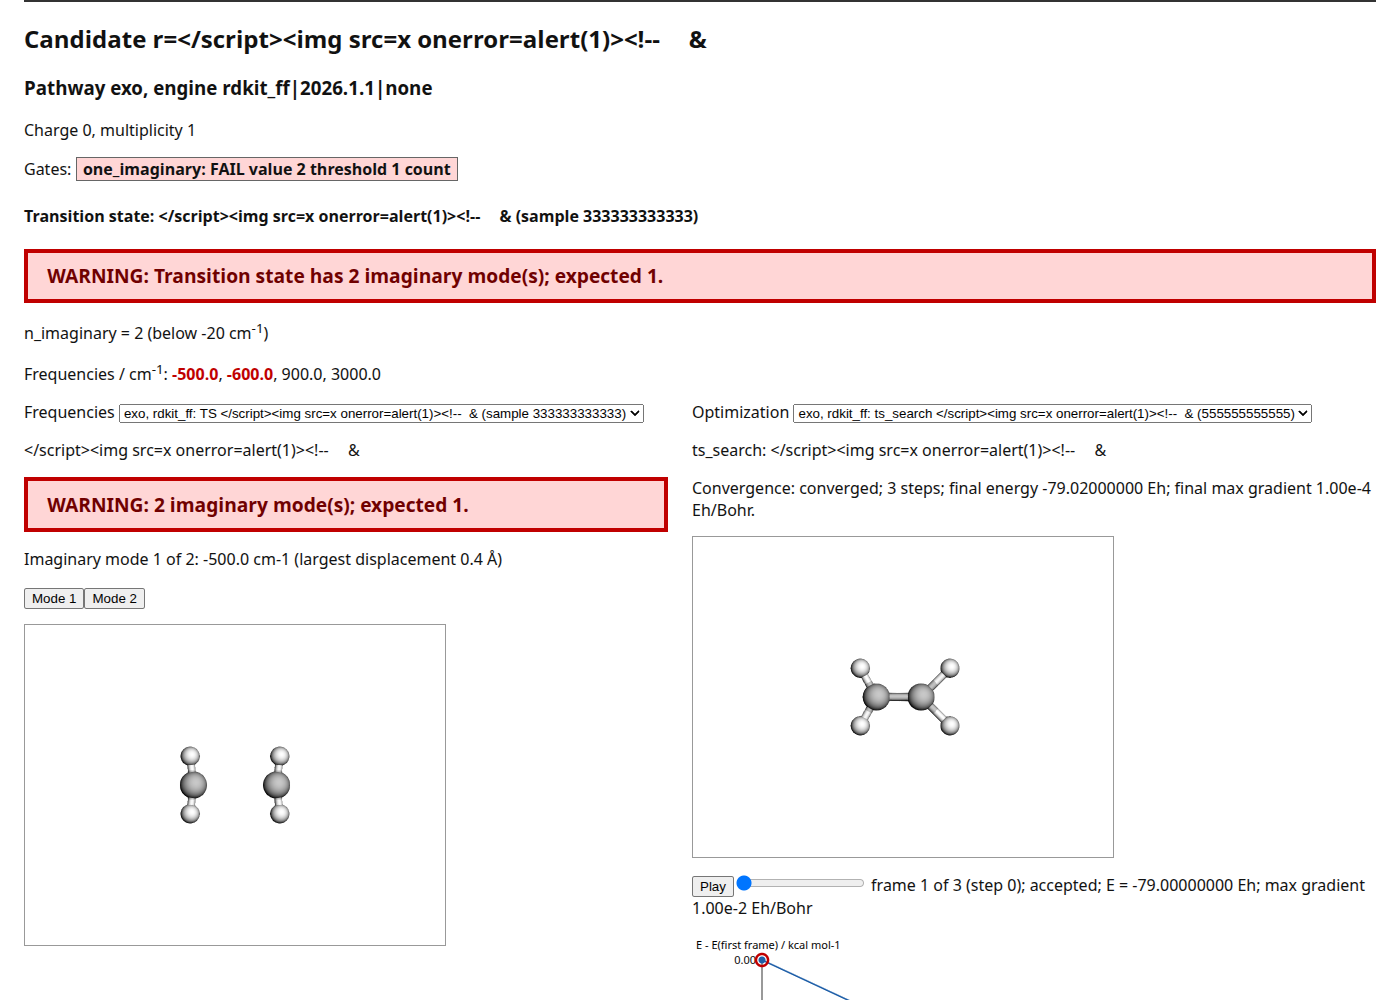 Candidate r=</script><img src=x onerror=alert(1)><!-- &
Pathway exo, engine rdkit_ff|2026.1.1|none
Charge 0, multiplicity 1
Gates: one_imaginary: FAIL value 2 threshold 1 count
Transition state: </script><img src=x onerror=alert(1)><!-- & (sample 333333333333)
WARNING: Transition state has 2 imaginary mode(s); expected 1.
n_imaginary = 2 (below -20 cm-1)
Frequencies / cm-1: -500.0, -600.0, 900.0, 3000.0
Frequencies exo, rdkit_ff: TS </script><img src=x onerror=alert(1)><!-- & (sample 333333333333)
</script><img src=x onerror=alert(1)><!-- &
WARNING: 2 imaginary mode(s); expected 1.
Imaginary mode 1 of 2: -500.0 cm-1 (largest displacement 0.4 Å)
Mode 1 Mode 2
Optimization exo, rdkit_ff: ts_search </script><img src=x onerror=alert(1)><!-- & (555555555555)
ts_search: </script><img src=x onerror=alert(1)><!-- &
Convergence: converged; 3 steps; final energy -79.02000000 Eh; final max gradient 1.00e-4
Eh/Bohr.
Play frame 1 of 3 (step 0); accepted; E = -79.00000000 Eh; max gradient
1.00e-2 Eh/Bohr
E - E(first frame) / kcal mol-1
0.00